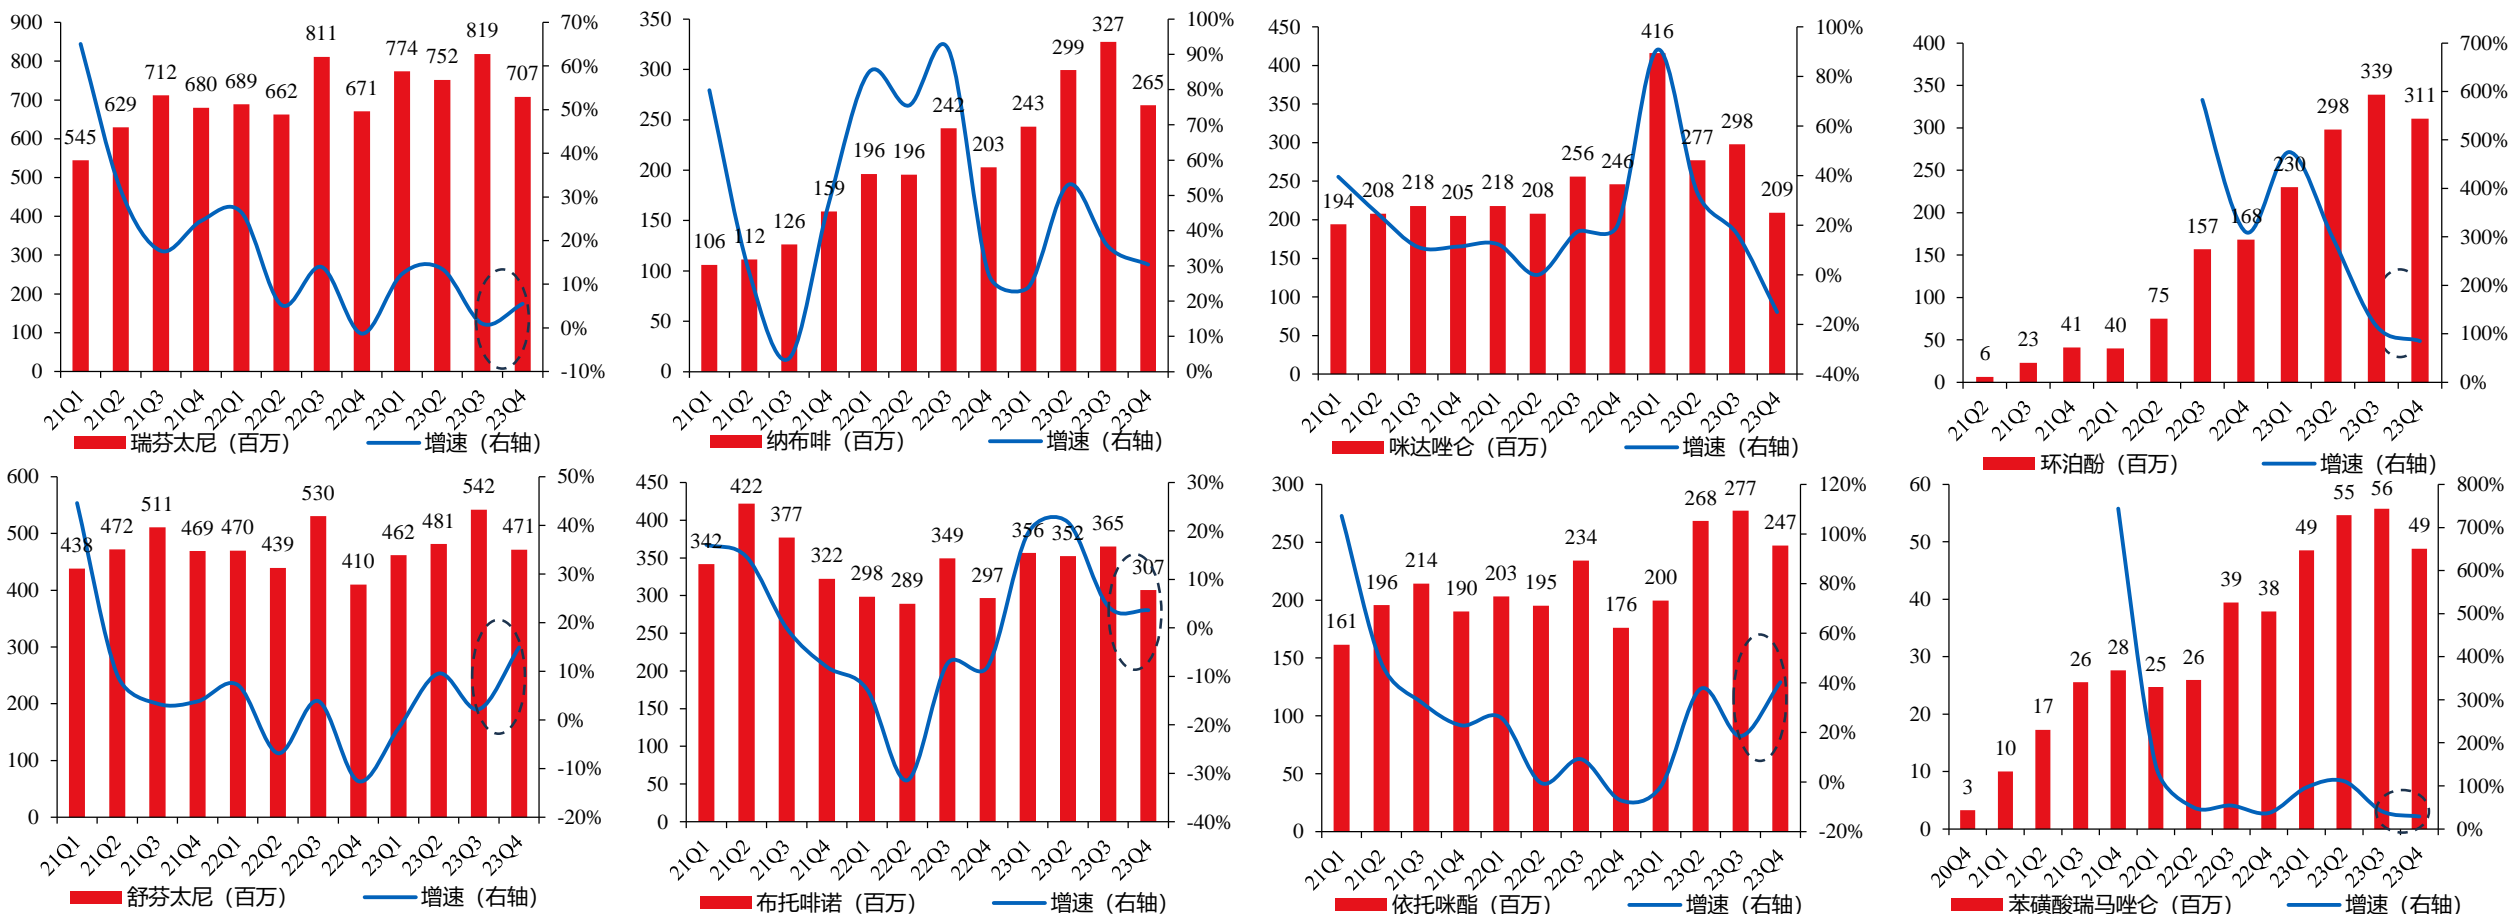 900 800 700 600 500 400 300 200 100 0
545 629 712 680 689 662 811 671 774 752 819 707
70% 60% 50% 40% 30% 20% 10% 0% -10%
21Q1 21Q2 21Q3 21Q4 22Q1 22Q2 22Q3 22Q4 23Q1 23Q2 23Q3 23Q4
瑞芬太尼（百万） 增速（右轴）
350 300 250 200 150 100 50 0
106 112 126 159 196 196 242 203 243 299 327 265
100% 90% 80% 70% 60% 50% 40% 30% 20% 10% 0%
21Q1 21Q2 21Q3 21Q4 22Q1 22Q2 22Q3 22Q4 23Q1 23Q2 23Q3 23Q4
纳布啡（百万） 增速（右轴）
450 400 350 300 250 200 150 100 50 0
194 208 218 205 218 208 256 246 416 277 298 209
100% 80% 60% 40% 20% 0% -20% -40%
21Q1 21Q2 21Q3 21Q4 22Q1 22Q2 22Q3 22Q4 23Q1 23Q2 23Q3 23Q4
咪达唑仑（百万） 增速（右轴）
400 350 300 250 200 150 100 50 0
6 23 41 40 75 157 168 230 298 339 311
700% 600% 500% 400% 300% 200% 100% 0%
21Q2 21Q3 21Q4 22Q1 22Q2 22Q3 22Q4 23Q1 23Q2 23Q3 23Q4
环泊酚（百万） 增速（右轴）
600 500 400 300 200 100 0
438 472 511 469 470 439 530 410 462 481 542 471
50% 40% 30% 20% 10% 0% -10% -20%
21Q1 21Q2 21Q3 21Q4 22Q1 22Q2 22Q3 22Q4 23Q1 23Q2 23Q3 23Q4
舒芬太尼（百万） 增速（右轴）
450 400 350 300 250 200 150 100 50 0
342 422 377 322 298 289 349 297 356 352 365 307
30% 20% 10% 0% -10% -20% -30% -40%
21Q1 21Q2 21Q3 21Q4 22Q1 22Q2 22Q3 22Q4 23Q1 23Q2 23Q3 23Q4
布托啡诺（百万） 增速（右轴）
300 250 200 150 100 50 0
161 196 214 190 203 195 234 176 200 268 277 247
120% 100% 80% 60% 40% 20% 0% -20%
21Q1 21Q2 21Q3 21Q4 22Q1 22Q2 22Q3 22Q4 23Q1 23Q2 23Q3 23Q4
依托咪酯（百万） 增速（右轴）
60 50 40 30 20 10 0
3 10 17 26 28 25 26 39 38 49 55 56 49
800% 700% 600% 500% 400% 300% 200% 100% 0%
20Q4 21Q1 21Q2 21Q3 21Q4 22Q1 22Q2 22Q3 22Q4 23Q1 23Q2 23Q3 23Q4
苯磺酸瑞马唑仑（百万） 增速（右轴）